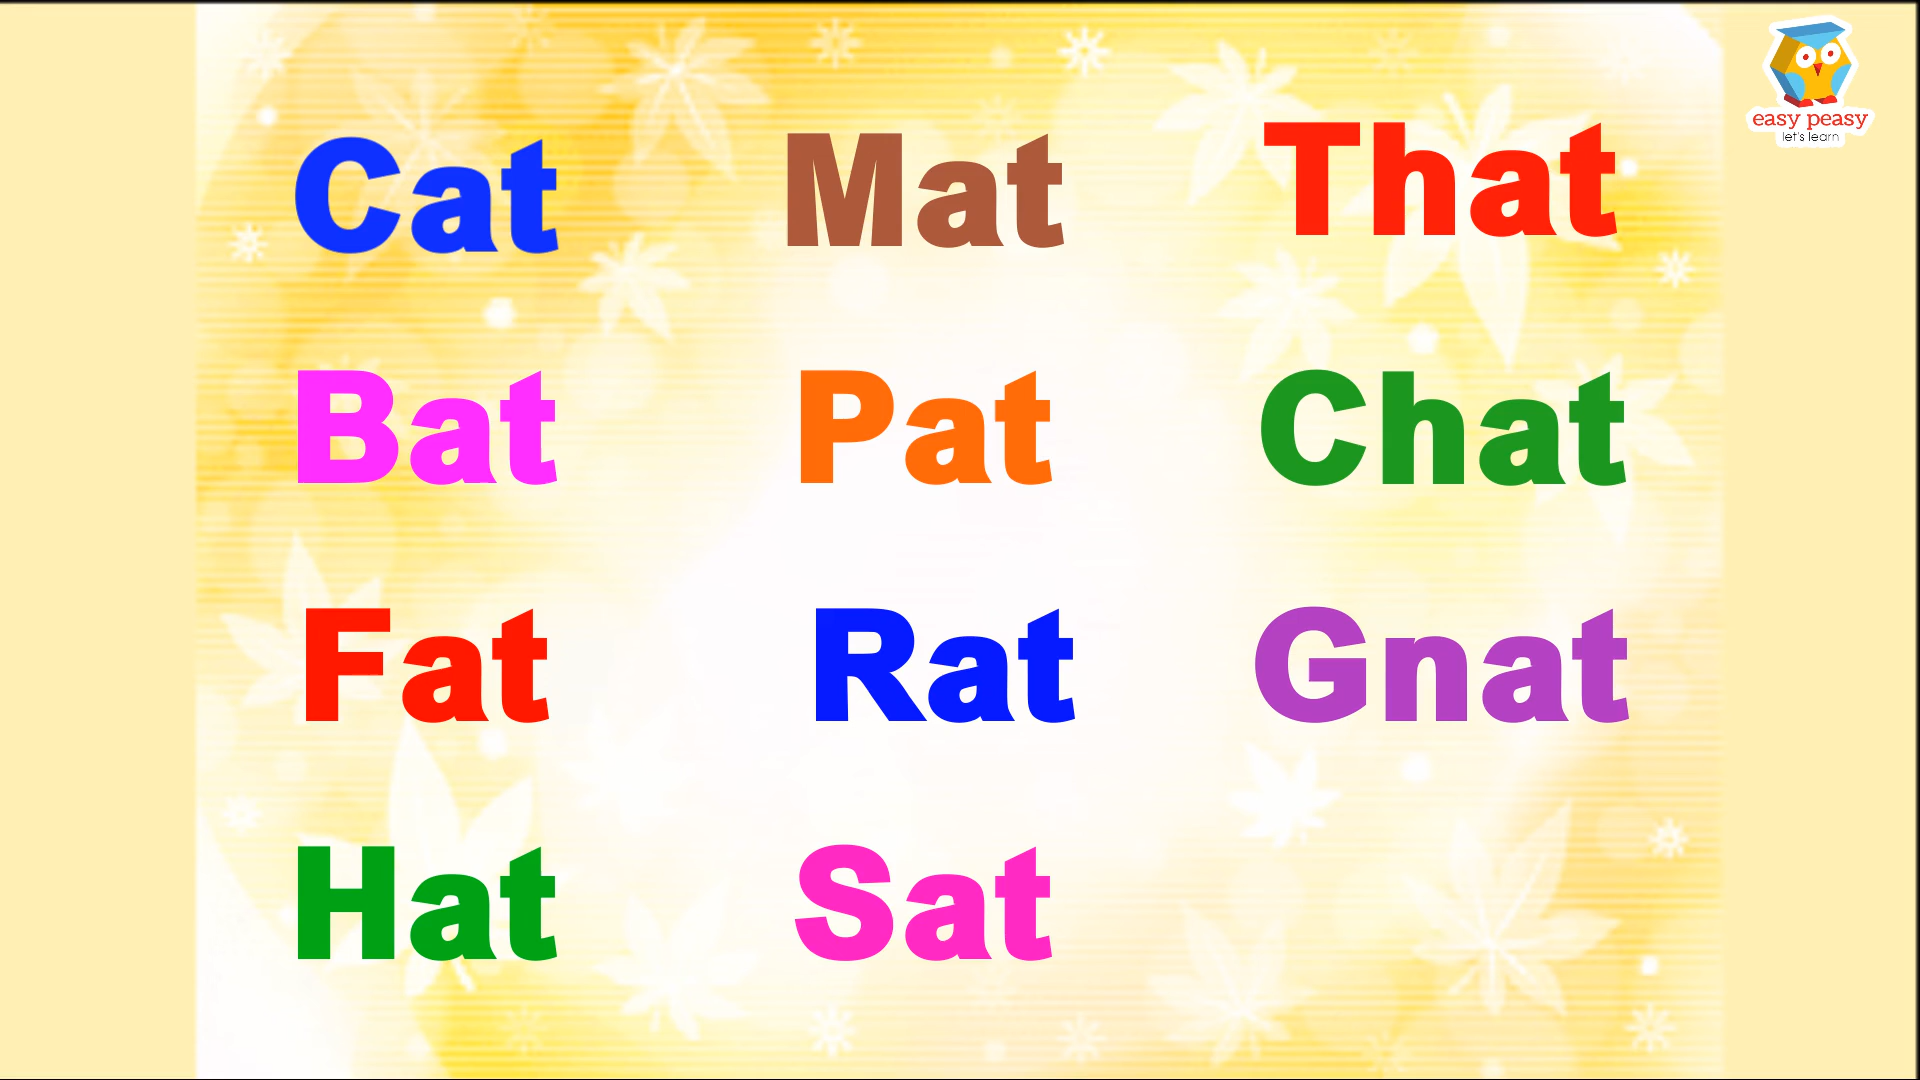 Cat Mat That
Bat Pat Chat
Fat Rat Gnat
Hat Sat
easy peasy
let's learn